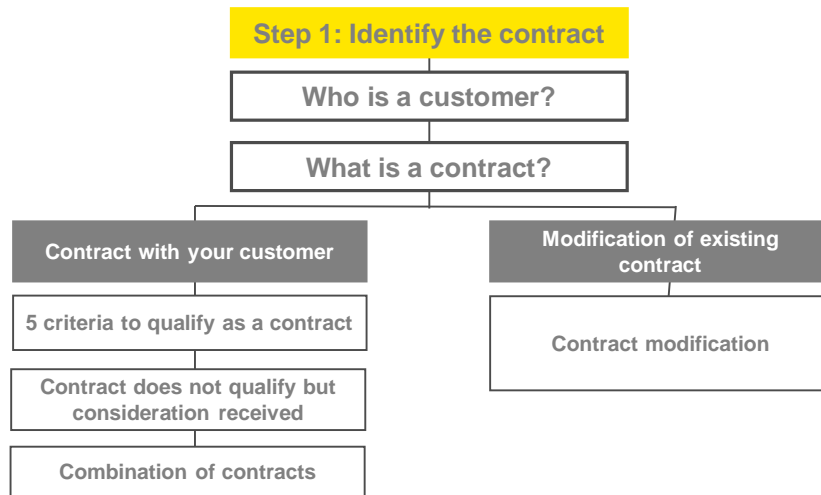 Step 1: Identify the contract
Who is a customer?
What is a contract?
Contract with your customer
Modification of existing
contract
5 criteria to qualify as a contract
Contract modification
Contract does not qualify but
consideration received
Combination of contracts